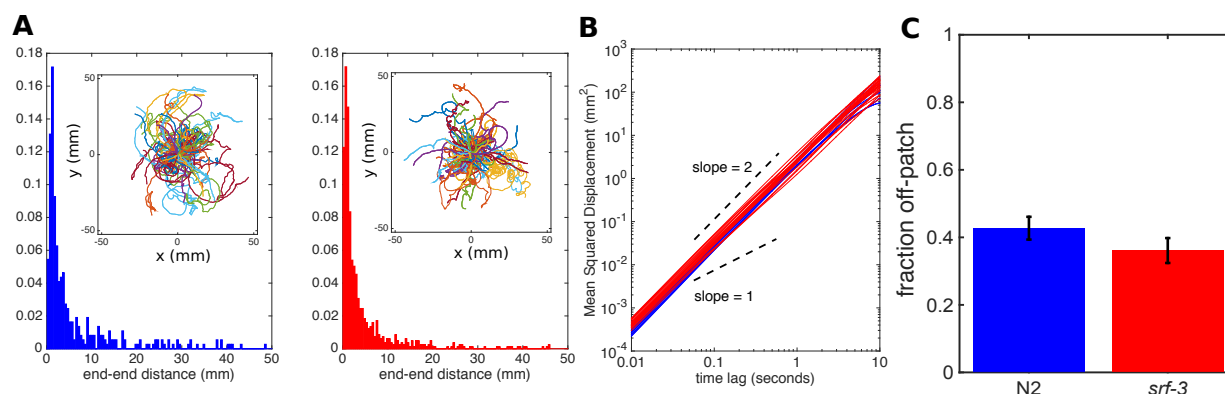 A
0.18
0.16
0.14
0.12
0.1
0.08
0.06
0.04
0.02
0
0 10 20 30 40 50
end-end distance (mm)
50
0
-50
-50 0 50
y (mm)
x (mm)
0.18
0.16
0.14
0.12
0.1
0.08
0.06
0.04
0.02
0
0 10 20 30 40 50
end-end distance (mm)
50
0
-50
-50 0 50
y (mm)
x (mm)
B
Mean Squared Displacement (mm²)
10³
10²
10¹
10⁰
10⁻¹
10⁻²
10⁻³
10⁻⁴
0.01 0.1 1 10
time lag (seconds)
slope = 2
slope = 1
C
fraction off-patch
1
0.8
0.6
0.4
0.2
0
N2 srf-3